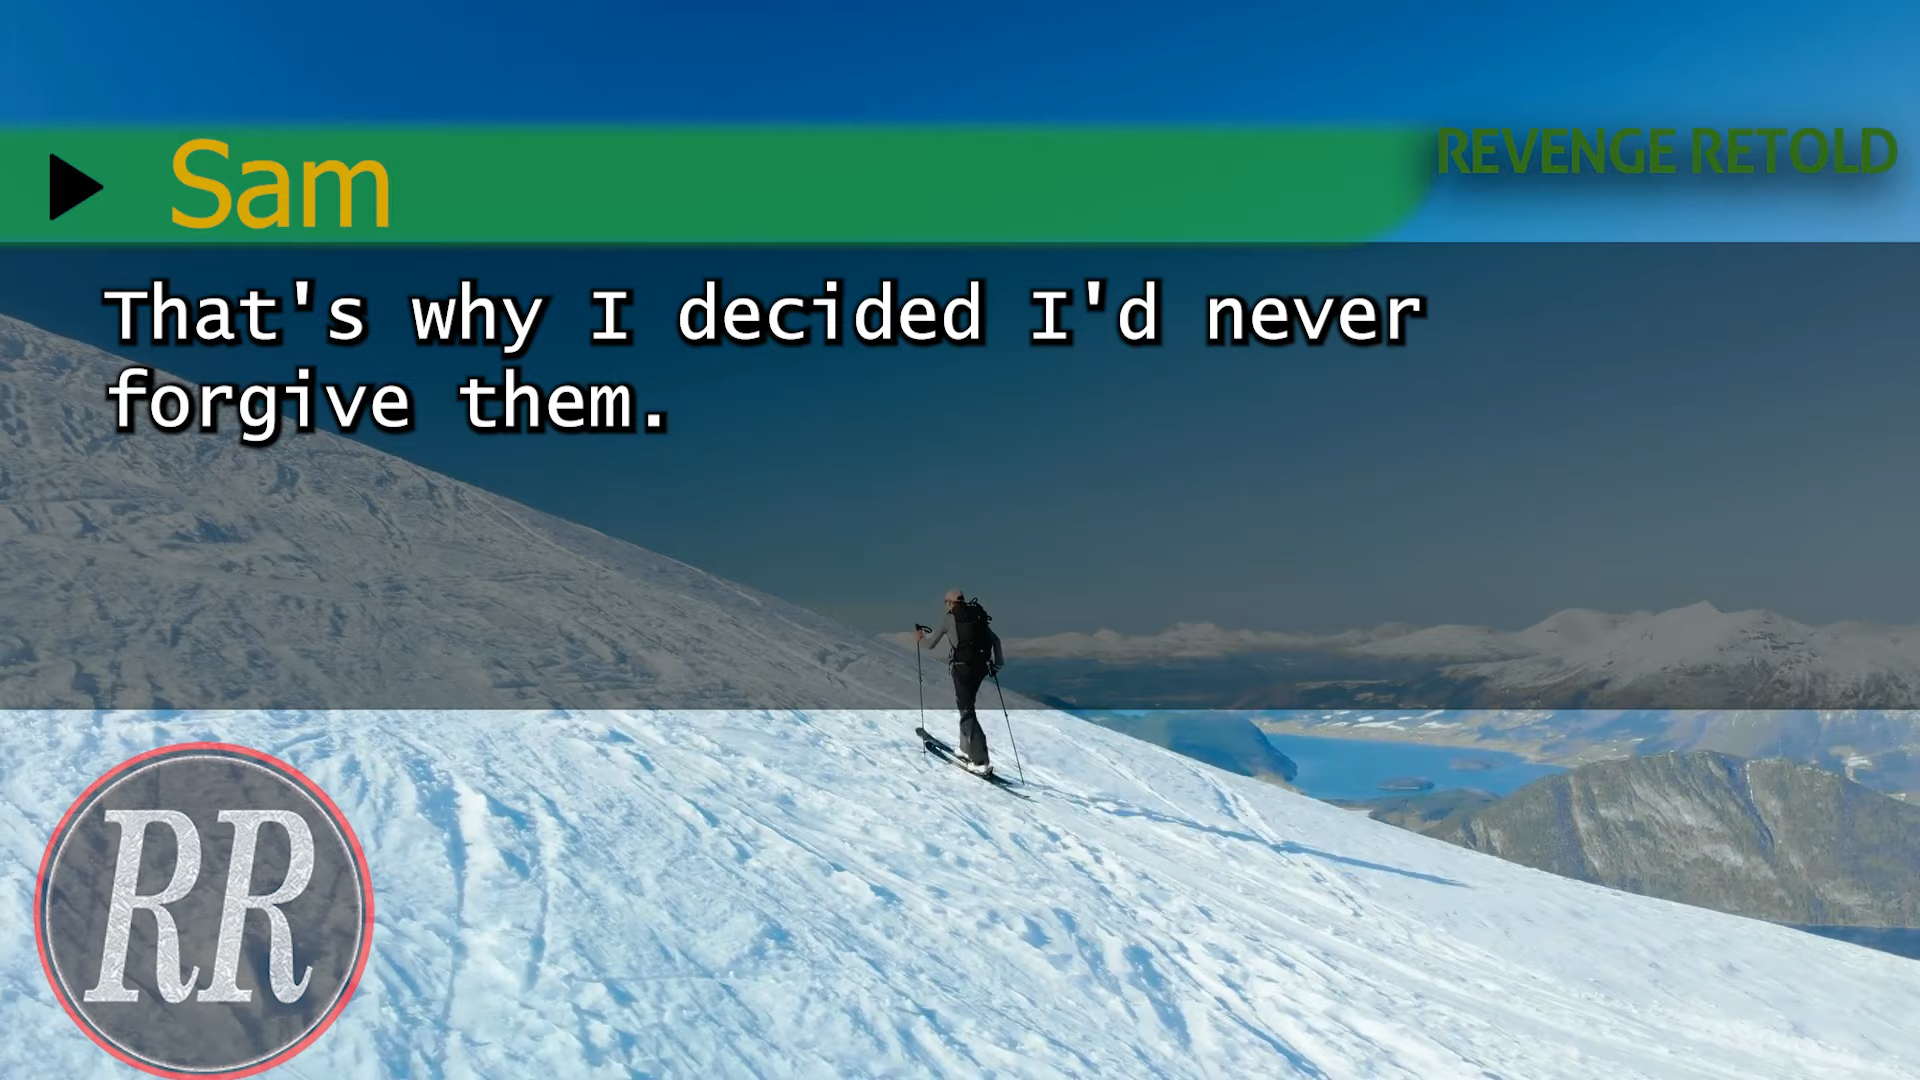 Sam
REVENGE RETOLD
That's why I decided I'd never
forgive them.
RR